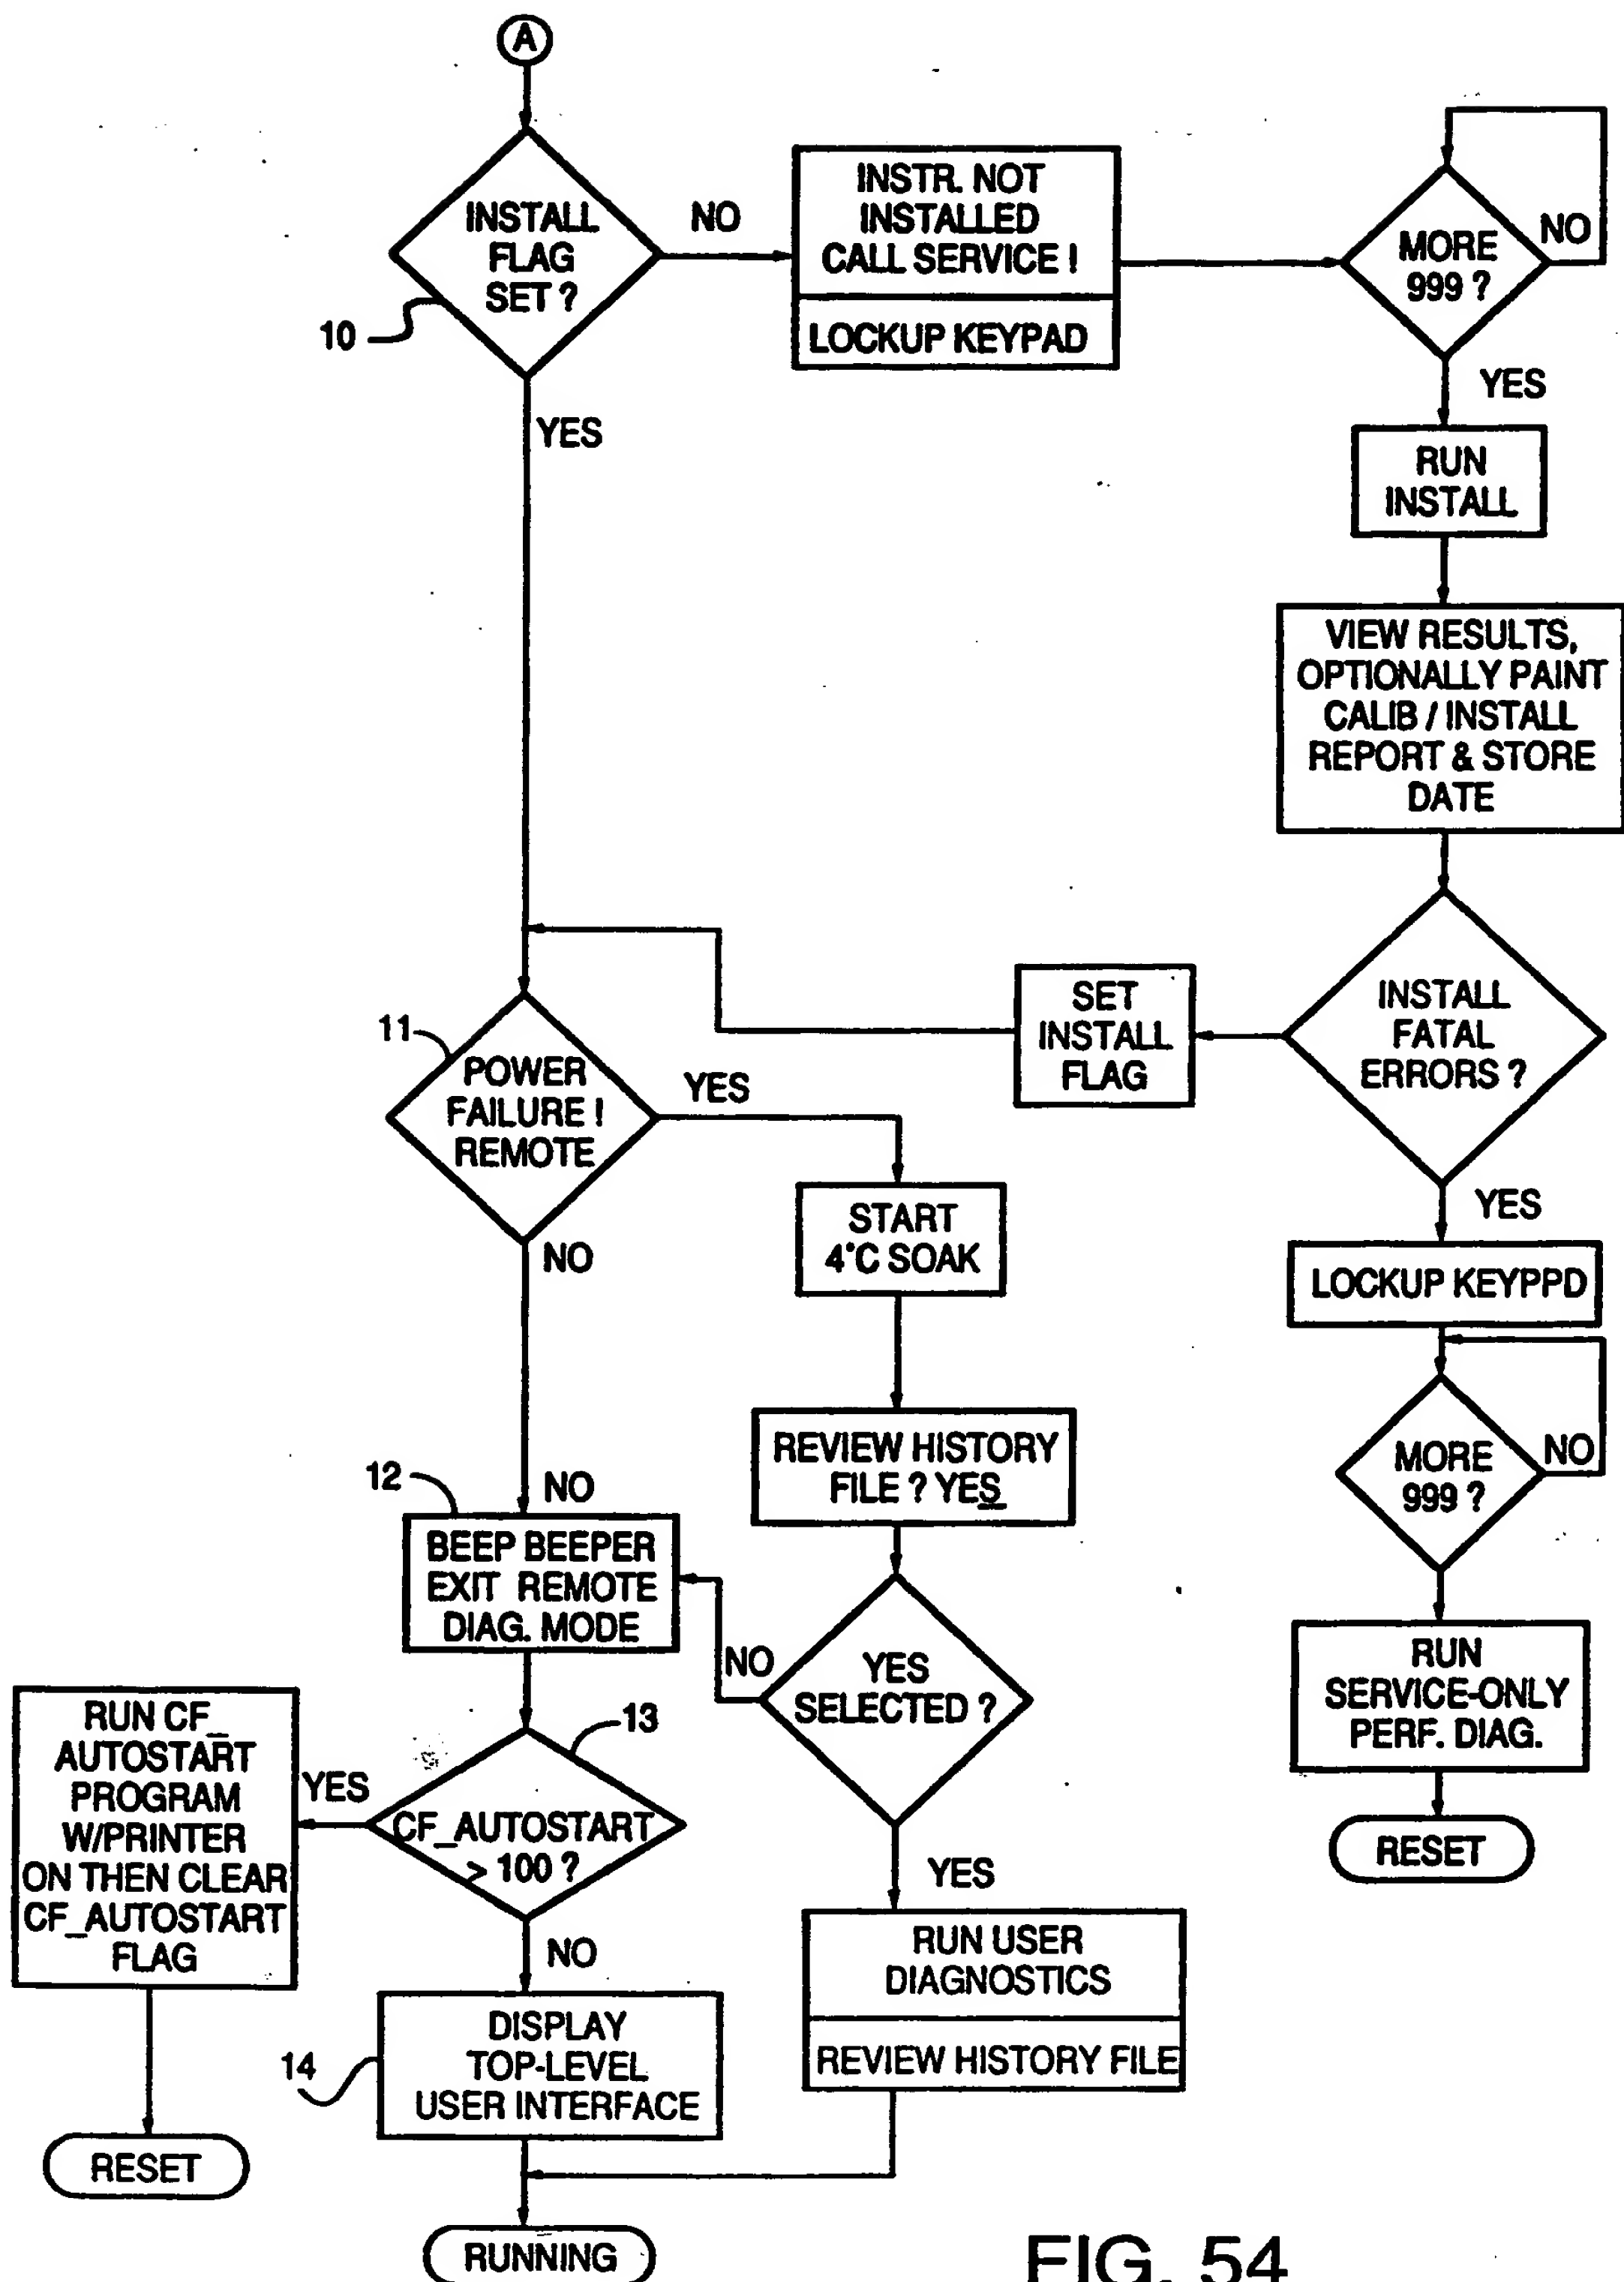 A
INSTALL
FLAG
SET ?
10
NO
YES
INSTR. NOT
INSTALLED
CALL SERVICE !
LOCKUP KEYPAD
MORE
999 ?
NO
YES
RUN
INSTALL
VIEW RESULTS,
OPTIONALLY PAINT
CALIB / INSTALL
REPORT & STORE
DATE
INSTALL
FATAL
ERRORS ?
SET
INSTALL
FLAG
YES
LOCKUP KEYPPD
MORE
999 ?
NO
RUN
SERVICE-ONLY
PERF. DIAG.
RESET
11
POWER
FAILURE !
REMOTE
YES
NO
START
4°C SOAK
REVIEW HISTORY
FILE ? YES
YES
SELECTED ?
NO
YES
RUN USER
DIAGNOSTICS
REVIEW HISTORY FILE
NO
12
BEEP BEEPER
EXIT REMOTE
DIAG. MODE
13
CF_AUTOSTART
> 100 ?
YES
NO
RUN CF_
AUTOSTART
PROGRAM
W/PRINTER
ON THEN CLEAR
CF_AUTOSTART
FLAG
RESET
14
DISPLAY
TOP-LEVEL
USER INTERFACE
RUNNING
FIG. 54